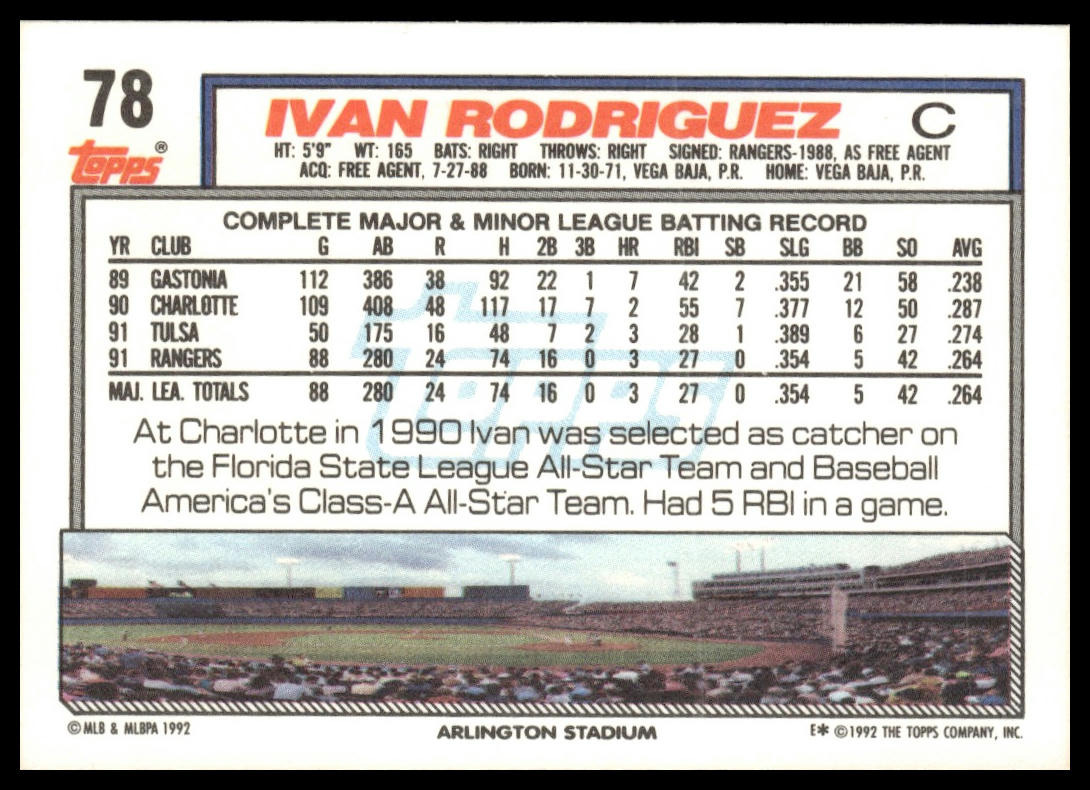 78
topps®
IVAN RODRIGUEZ C
HT: 5'9" WT: 165 BATS: RIGHT THROWS: RIGHT SIGNED: RANGERS-1988, AS FREE AGENT
ACQ: FREE AGENT, 7-27-88 BORN: 11-30-71, VEGA BAJA, P.R. HOME: VEGA BAJA, P.R.
COMPLETE MAJOR & MINOR LEAGUE BATTING RECORD
YR CLUB G AB R H 2B 3B HR RBI SB SLG BB SO AVG
89 GASTONIA 112 386 38 92 22 1 7 42 2 .355 21 58 .238
90 CHARLOTTE 109 408 48 117 17 7 2 55 7 .377 12 50 .287
91 TULSA 50 175 16 48 7 2 3 28 1 .389 6 27 .274
91 RANGERS 88 280 24 74 16 0 3 27 0 .354 5 42 .264
MAJ. LEA. TOTALS 88 280 24 74 16 0 3 27 0 .354 5 42 .264
topps
At Charlotte in 1990 Ivan was selected as catcher on
the Florida State League All-Star Team and Baseball
America's Class-A All-Star Team. Had 5 RBI in a game.
© MLB & MLBPA 1992
ARLINGTON STADIUM
E* © 1992 THE TOPPS COMPANY, INC.